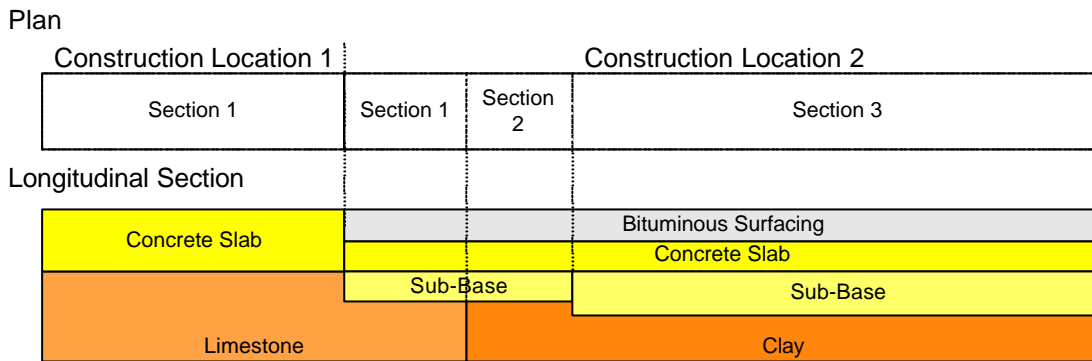 Plan
Construction Location 1
Construction Location 2
Section 1
Section 1
Section
2
Section 3
Longitudinal Section
Bituminous Surfacing
Concrete Slab
Concrete Slab
Sub-Base
Sub-Base
Limestone
Clay